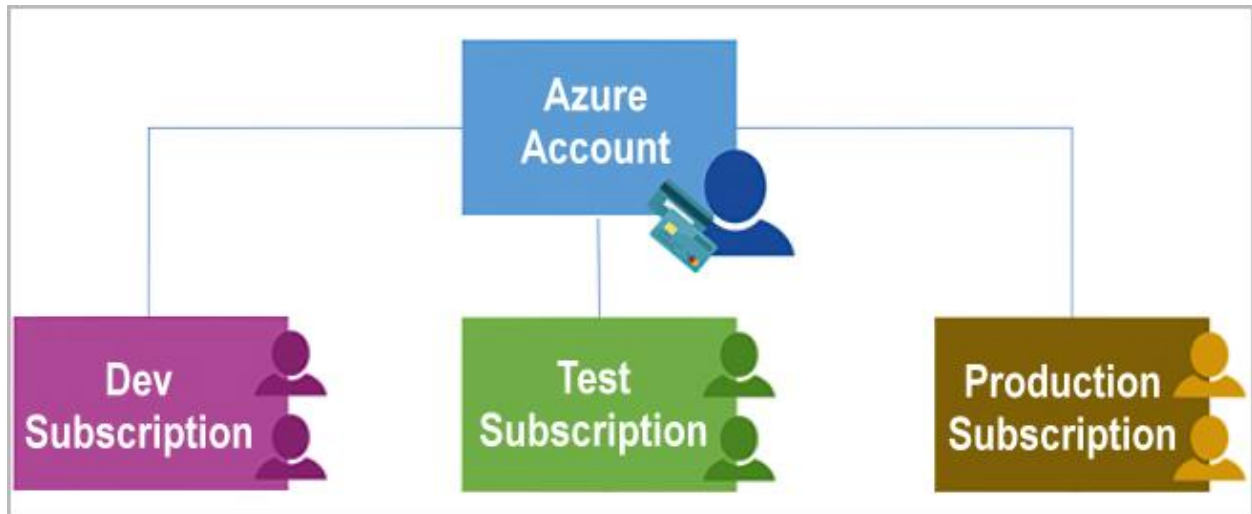 Azure
Account
Dev
Subscription
Test
Subscription
Production
Subscription